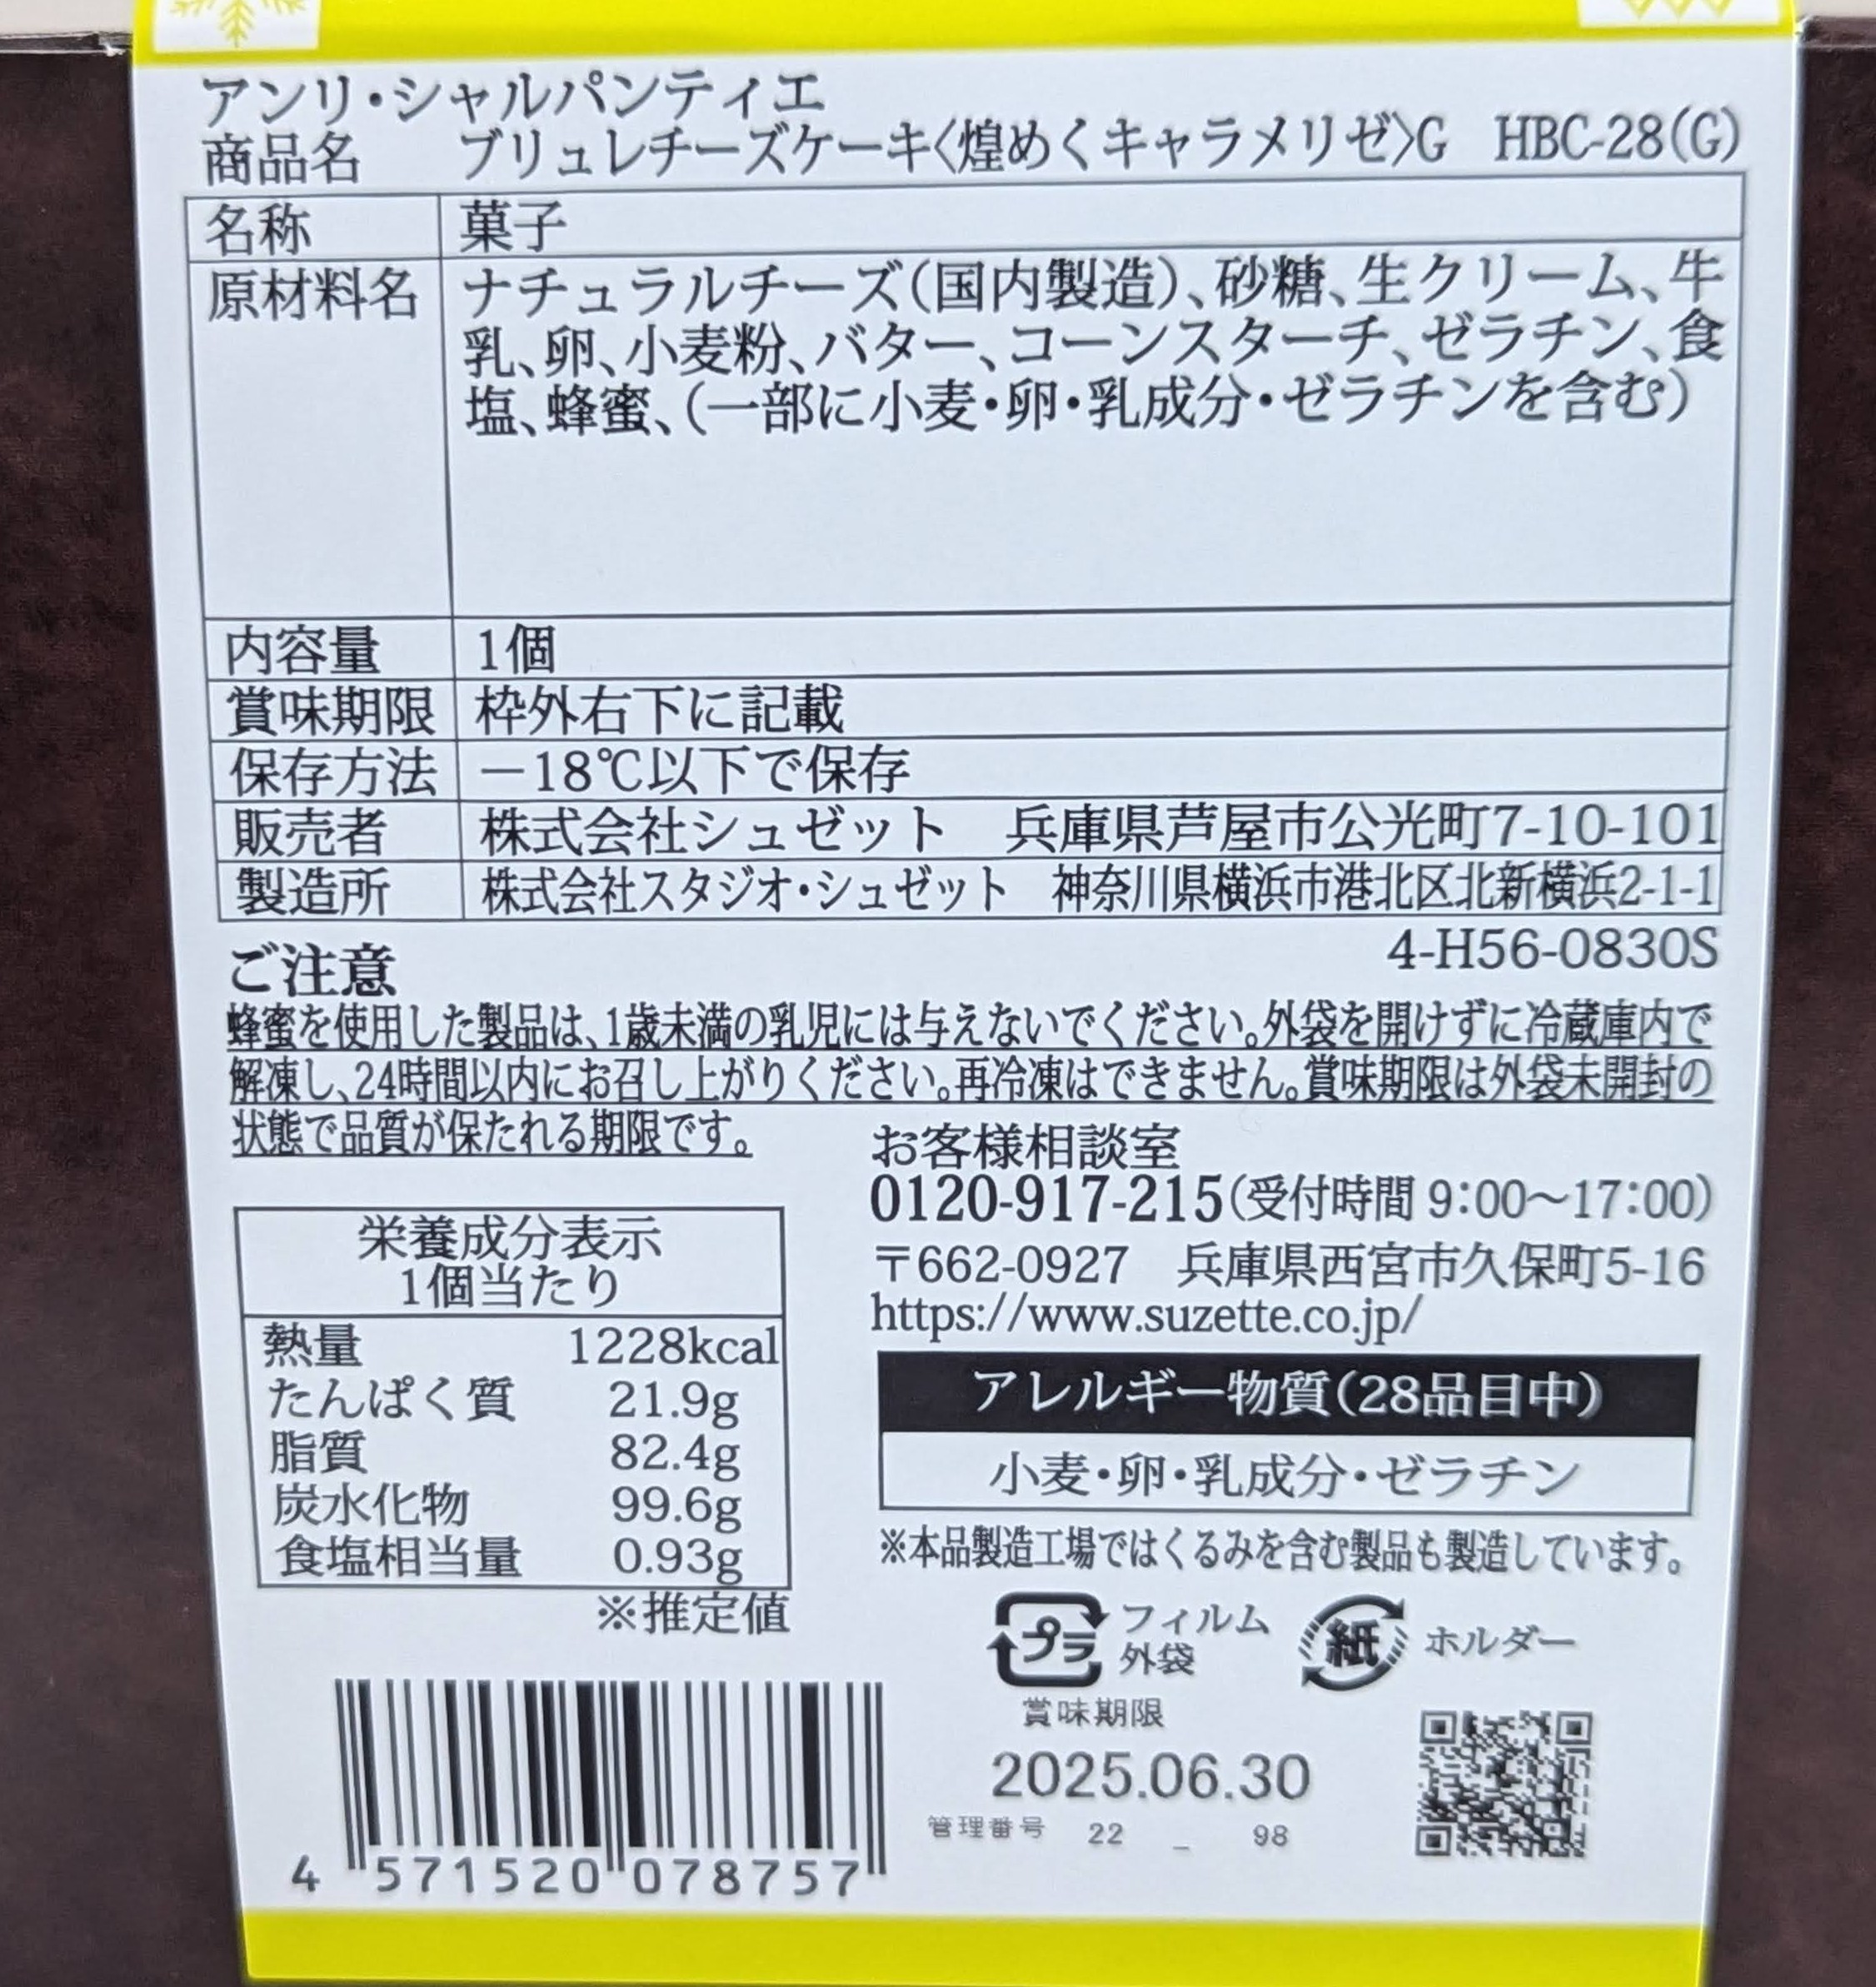 アンリ・シャルパンティエ
商品名 ブリュレチーズケーキ〈煌めくキャラメリゼ〉G HBC-28(G)
名称 菓子
原材料名 ナチュラルチーズ(国内製造)、砂糖、生クリーム、牛
乳、卵、小麦粉、バター、コーンスターチ、ゼラチン、食
塩、蜂蜜、(一部に小麦・卵・乳成分・ゼラチンを含む)
内容量 1個
賞味期限 枠外右下に記載
保存方法 −18℃以下で保存
販売者 株式会社シュゼット 兵庫県芦屋市公光町7-10-101
製造所 株式会社スタジオ・シュゼット 神奈川県横浜市港北区北新横浜2-1-1
4-H56-0830S
ご注意
蜂蜜を使用した製品は、1歳未満の乳児には与えないでください。外袋を開けずに冷蔵庫内で
解凍し、24時間以内にお召し上がりください。再冷凍はできません。賞味期限は外袋未開封の
状態で品質が保たれる期限です。
お客様相談室
0120-917-215(受付時間 9:00〜17:00)
〒662-0927 兵庫県西宮市久保町5-16
https://www.suzette.co.jp/
栄養成分表示
1個当たり
熱量 1228kcal
たんぱく質 21.9g
脂質 82.4g
炭水化物 99.6g
食塩相当量 0.93g
※推定値
アレルギー物質(28品目中)
小麦・卵・乳成分・ゼラチン
※本品製造工場ではくるみを含む製品も製造しています。
プラ フィルム
外袋
紙 ホルダー
賞味期限
2025.06.30
管理番号 22 _ 98
4 571520 078757